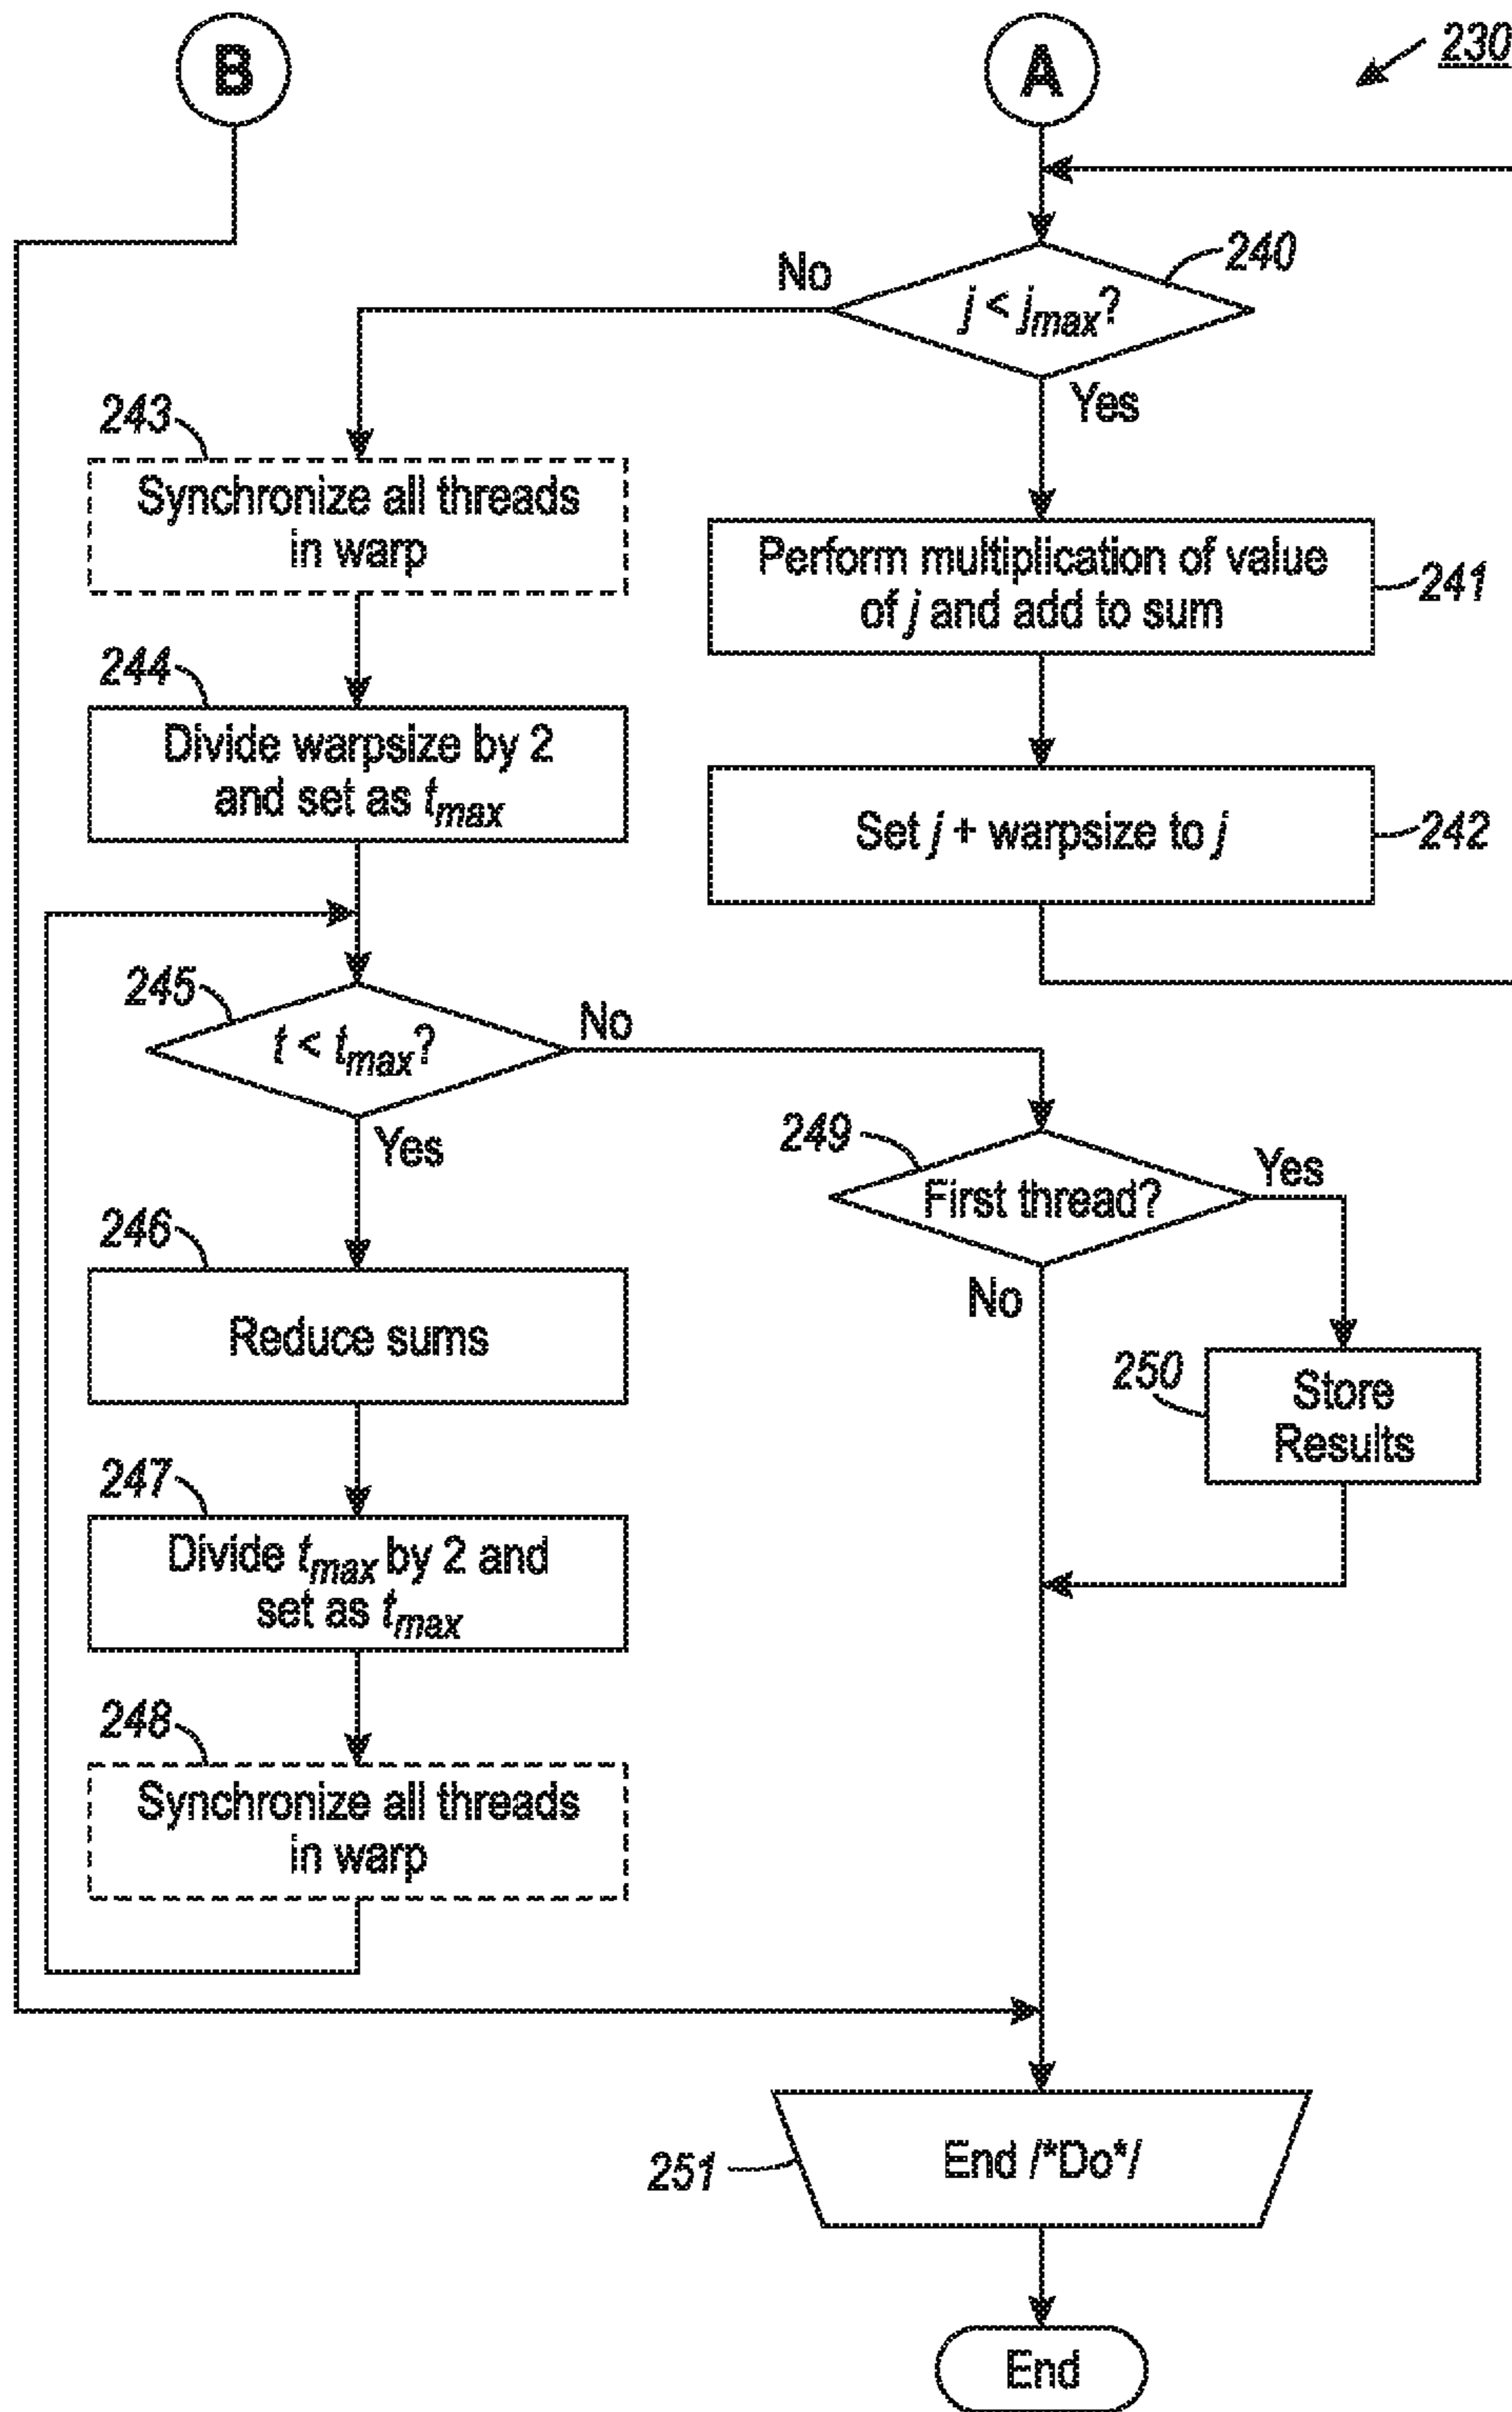 B
A
230
240
No
j < jmax?
Yes
243
Synchronize all threads
in warp
Perform multiplication of value
of j and add to sum
241
244
Divide warpsize by 2
and set as tmax
Set j + warpsize to j
242
245
t < tmax?
No
Yes
249
First thread?
Yes
No
246
Reduce sums
250
Store
Results
247
Divide tmax by 2 and
set as tmax
248
Synchronize all threads
in warp
251
End /*Do*/
End